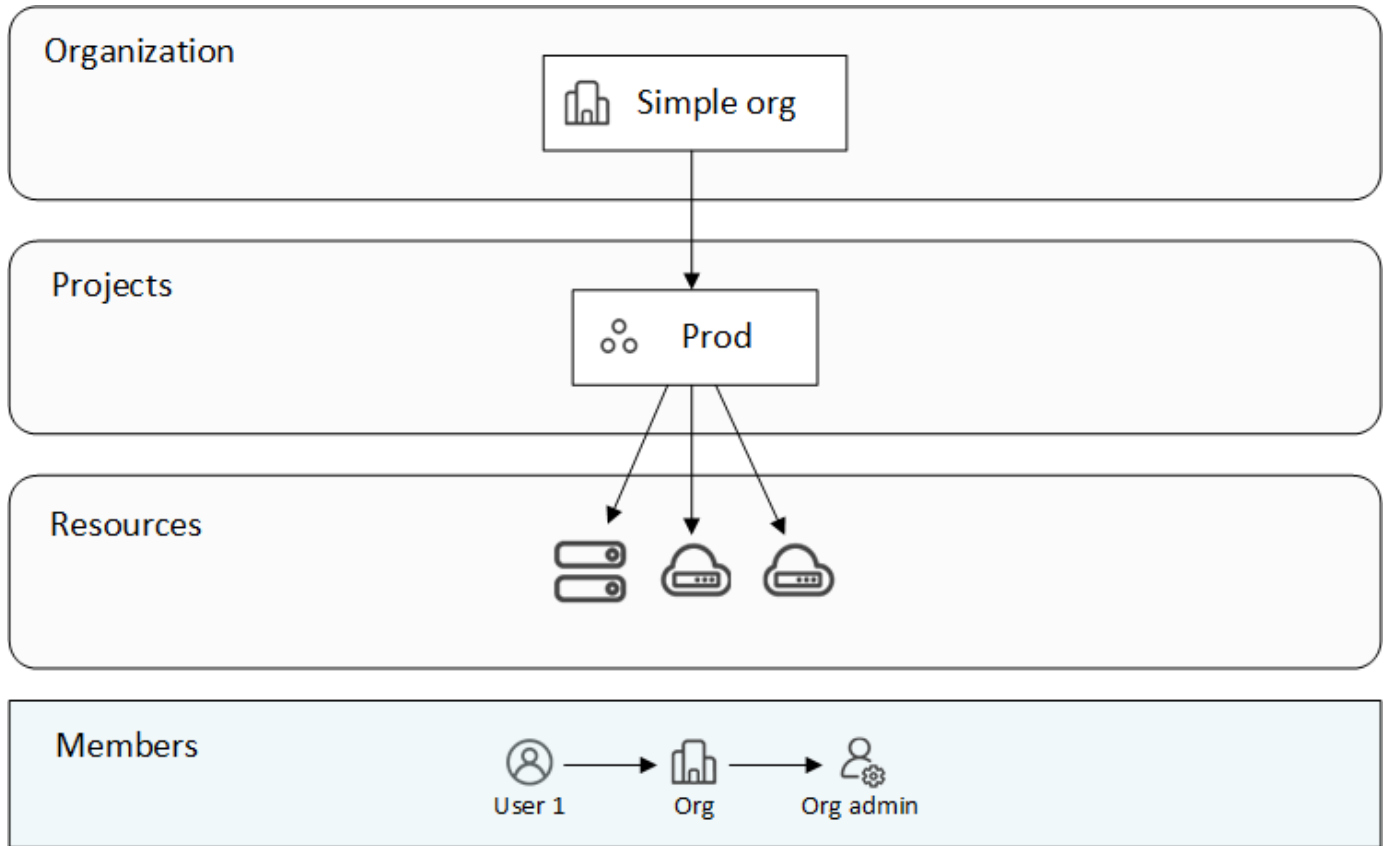 Organization
Simple org
Projects
Prod
Resources
Members
User 1
Org
Org admin